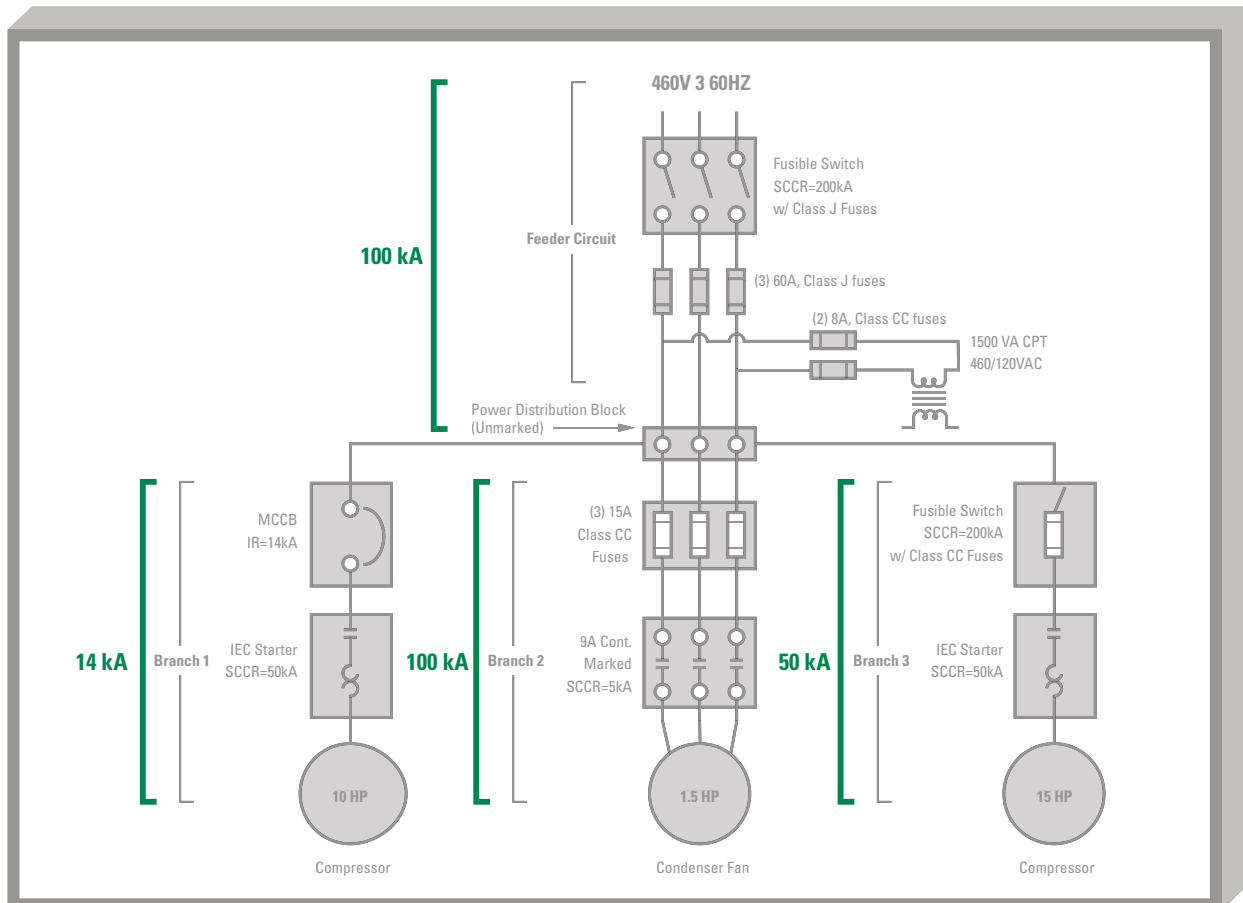 460V 3 60HZ
Fusible Switch
SCCR=200kA
w/ Class J Fuses
Feeder Circuit
100 kA
(3) 60A, Class J fuses
(2) 8A, Class CC fuses
1500 VA CPT
460/120VAC
Power Distribution Block
(Unmarked)
MCCB
IR=14kA
IEC Starter
SCCR=50kA
14 kA
Branch 1
10 HP
Compressor
(3) 15A
Class CC
Fuses
9A Cont.
Marked
SCCR=5kA
100 kA
Branch 2
1.5 HP
Condenser Fan
Fusible Switch
SCCR=200kA
w/ Class CC Fuses
IEC Starter
SCCR=50kA
50 kA
Branch 3
15 HP
Compressor